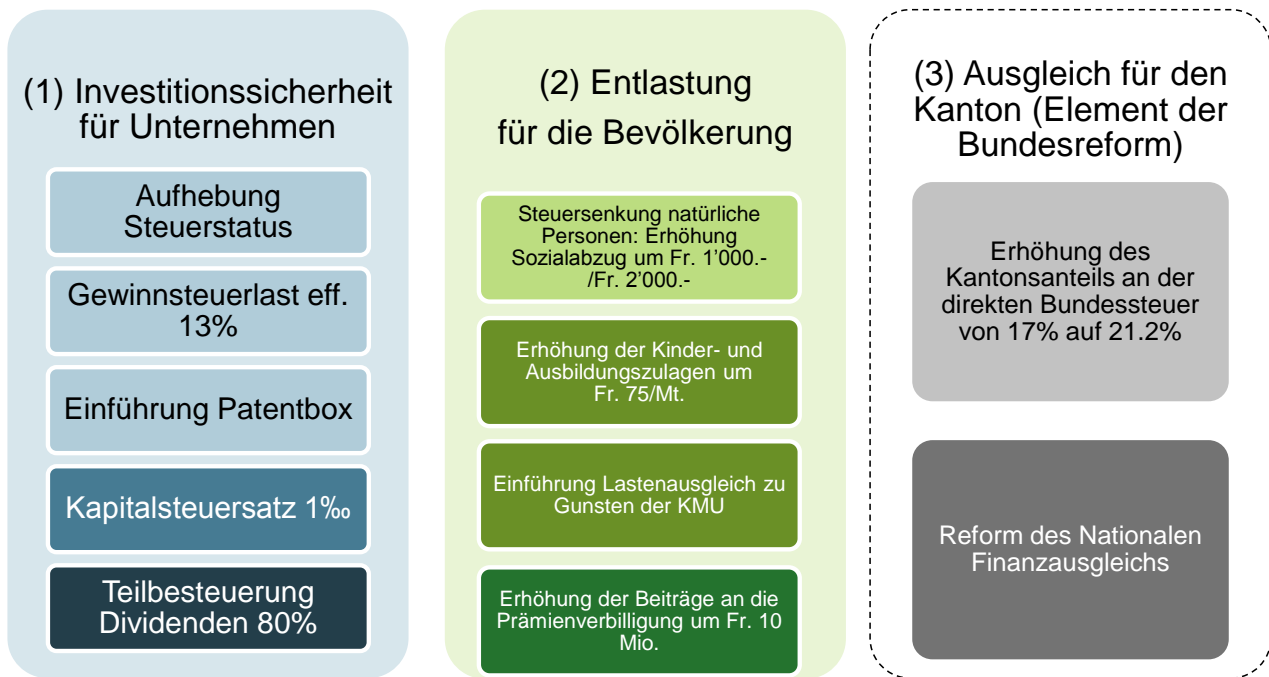 (1) Investitionssicherheit
für Unternehmen
Aufhebung
Steuerstatus
Gewinnsteuerlast eff.
13%
Einführung Patentbox
Kapitalsteuersatz 1‰
Teilbesteuerung
Dividenden 80%
(2) Entlastung
für die Bevölkerung
Steuersenkung natürliche
Personen: Erhöhung
Sozialabzug um Fr. 1’000.-
/Fr. 2’000.-
Erhöhung der Kinder- und
Ausbildungszulagen um
Fr. 75/Mt.
Einführung Lastenausgleich zu
Gunsten der KMU
Erhöhung der Beiträge an die
Prämienverbilligung um Fr. 10
Mio.
(3) Ausgleich für den
Kanton (Element der
Bundesreform)
Erhöhung des
Kantonsanteils an der
direkten Bundessteuer
von 17% auf 21.2%
Reform des Nationalen
Finanzausgleichs